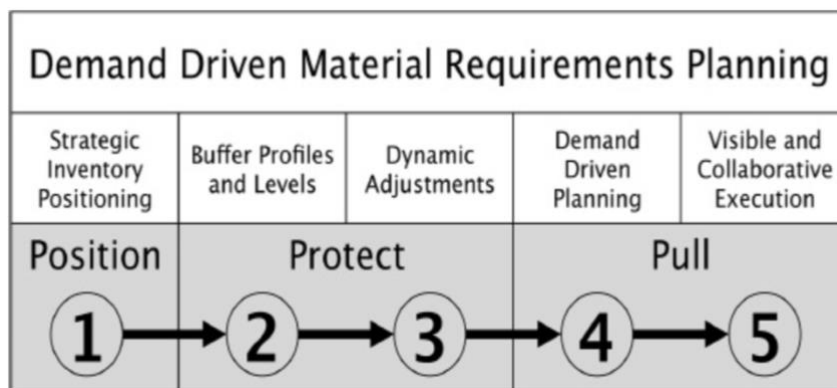 Demand Driven Material Requirements Planning
Strategic
Inventory
Positioning
Buffer Profiles
and Levels
Dynamic
Adjustments
Demand
Driven
Planning
Visible and
Collaborative
Execution
Position
Protect
Pull
1
2
3
4
5